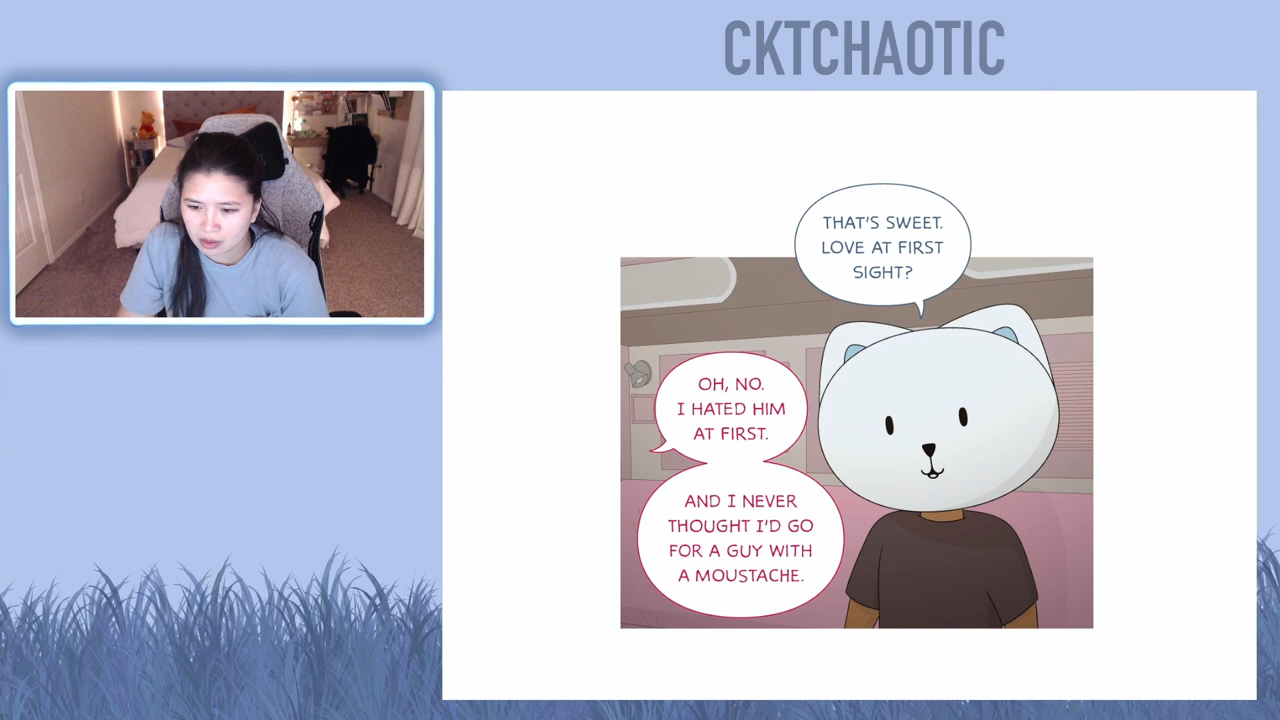 CKTCHAOTIC
THAT'S SWEET.
LOVE AT FIRST
SIGHT?
OH, NO.
I HATED HIM
AT FIRST.
AND I NEVER
THOUGHT I'D GO
FOR A GUY WITH
A MOUSTACHE.